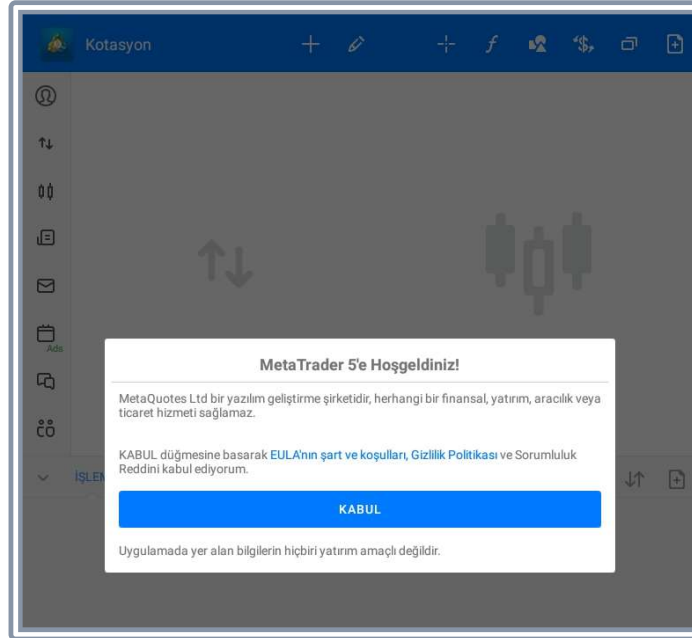 Kotasyon
Ads
MetaTrader 5'e Hoşgeldiniz!
MetaQuotes Ltd bir yazılım geliştirme şirketidir, herhangi bir finansal, yatırım, aracılık veya
ticaret hizmeti sağlamaz.
KABUL düğmesine basarak EULA'nın şart ve koşulları, Gizlilik Politikası ve Sorumluluk
Reddini kabul ediyorum.
İŞLEM
KABUL
Uygulamada yer alan bilgilerin hiçbiri yatırım amaçlı değildir.